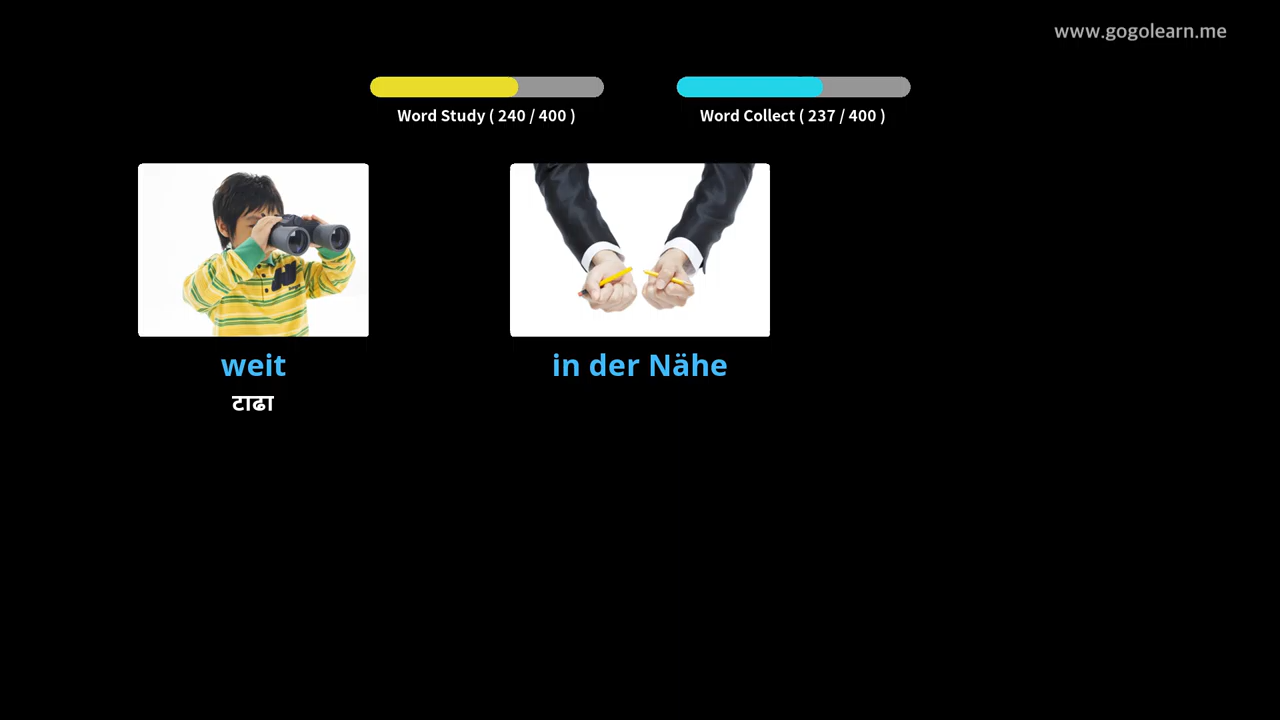 www.gogolearn.me
Word Study ( 240 / 400 )
Word Collect ( 237 / 400 )
weit
in der Nähe
टाढा